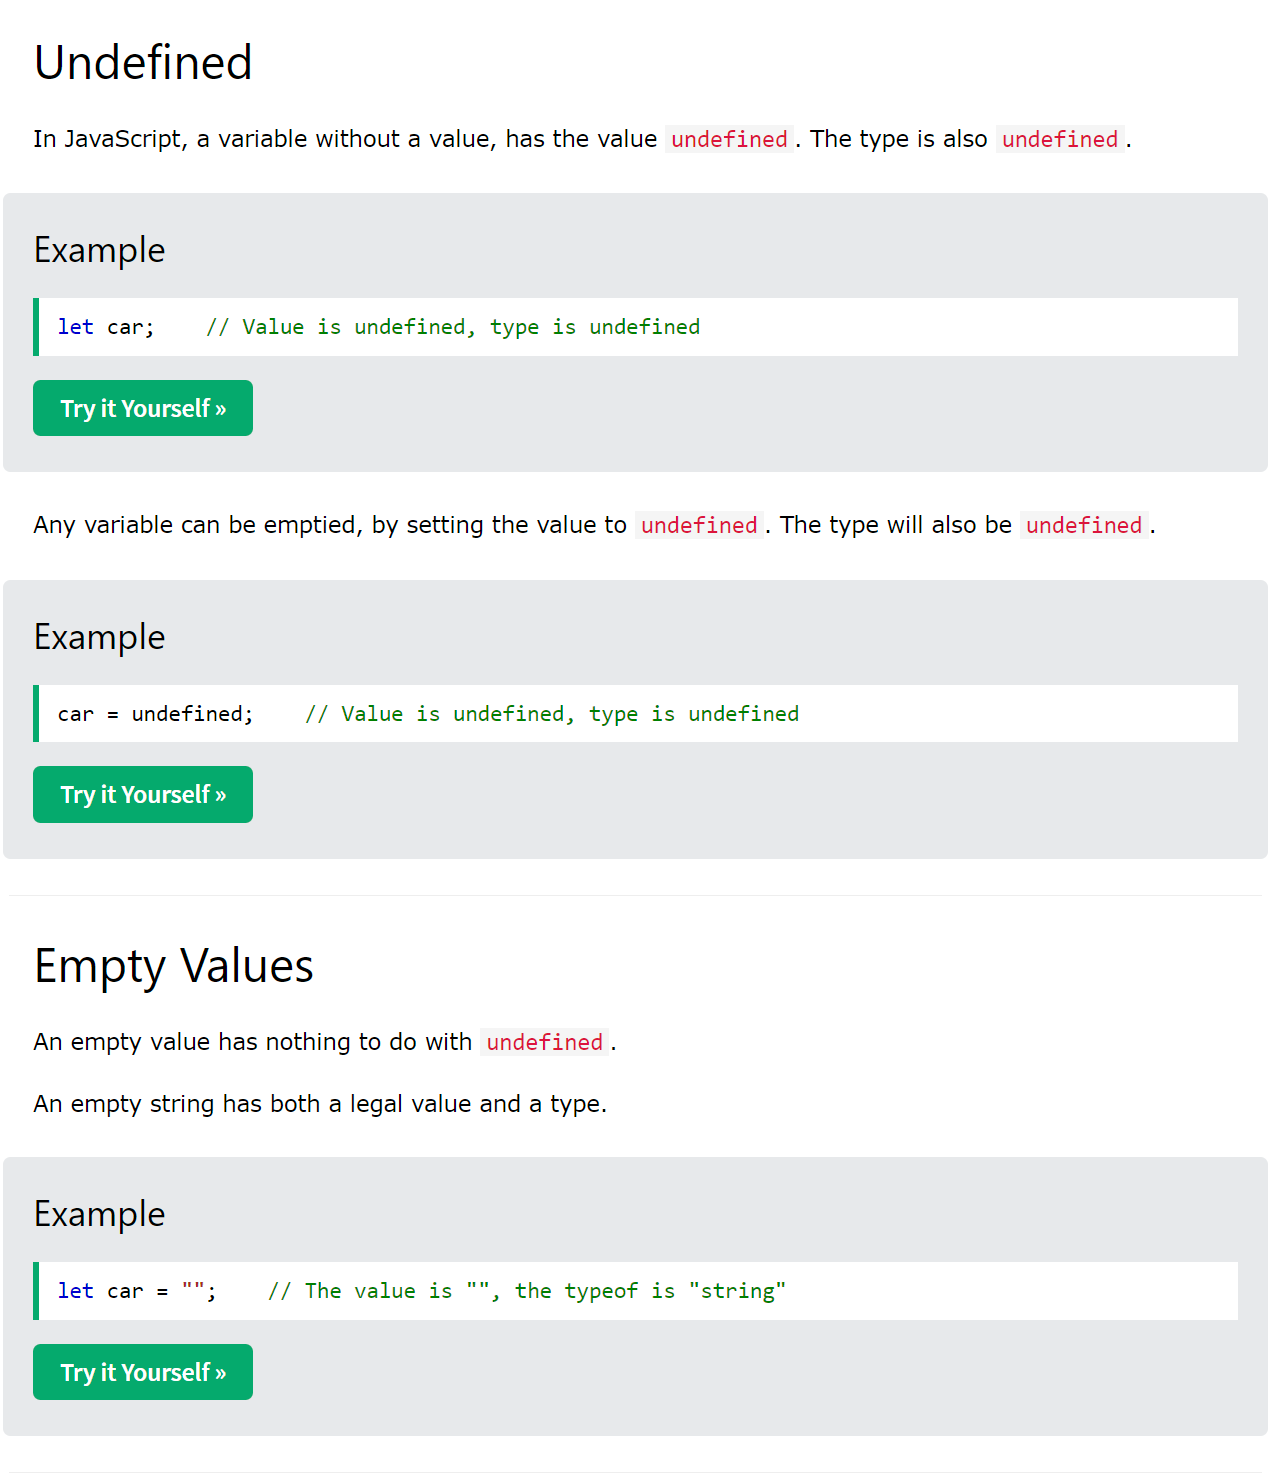 Undefined
In JavaScript, a variable without a value, has the value undefined. The type is also undefined.
Example
let car;    // Value is undefined, type is undefined
Try it Yourself »
Any variable can be emptied, by setting the value to undefined. The type will also be undefined.
Example
car = undefined;    // Value is undefined, type is undefined
Try it Yourself »
Empty Values
An empty value has nothing to do with undefined.
An empty string has both a legal value and a type.
Example
let car = "";    // The value is "", the typeof is "string"
Try it Yourself »